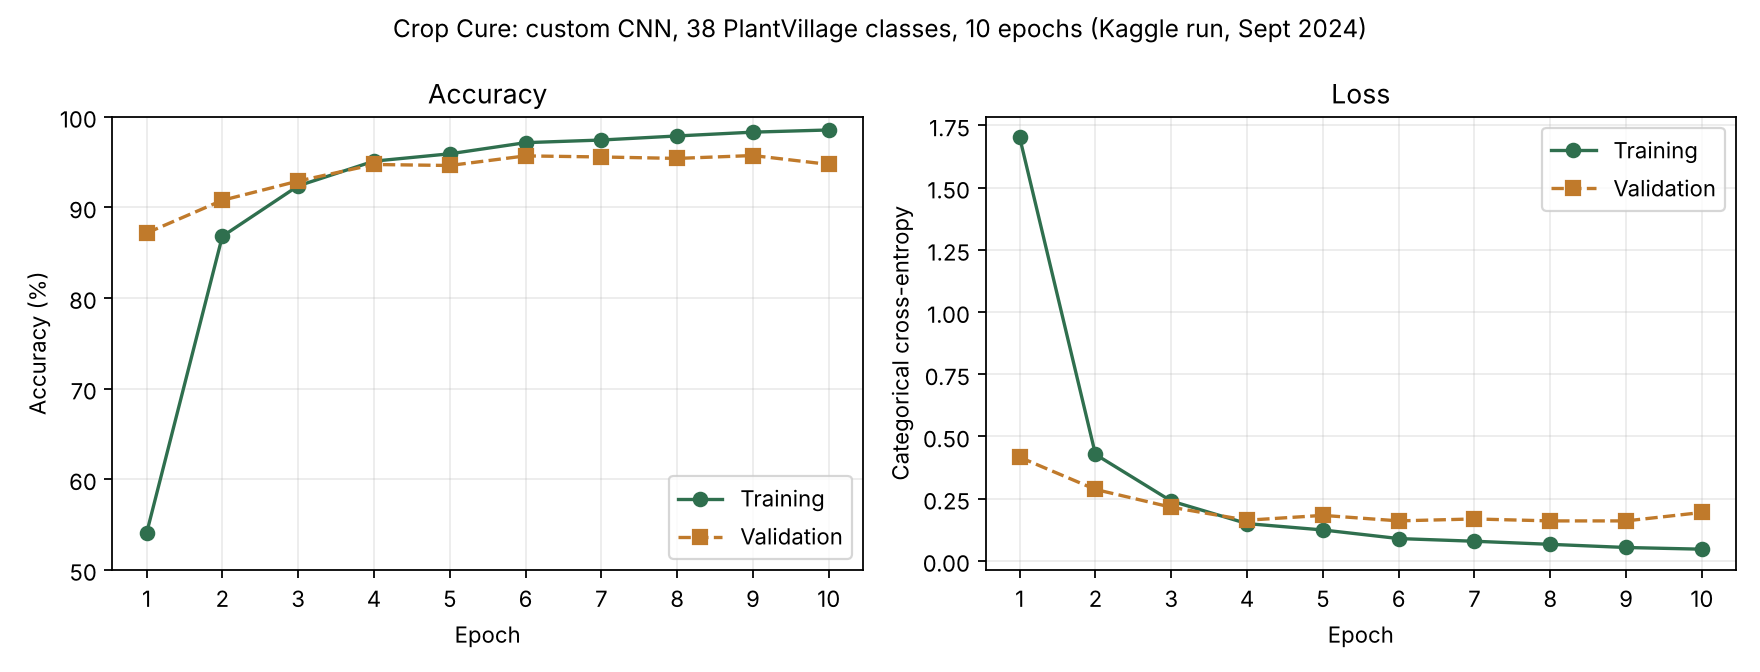 Crop Cure: custom CNN, 38 PlantVillage classes, 10 epochs (Kaggle run, Sept 2024)
Accuracy
Accuracy (%)
100
90
80
70
60
50
1 2 3 4 5 6 7 8 9 10
Epoch
Training
Validation
Loss
Categorical cross-entropy
1.75
1.50
1.25
1.00
0.75
0.50
0.25
0.00
1 2 3 4 5 6 7 8 9 10
Epoch
Training
Validation